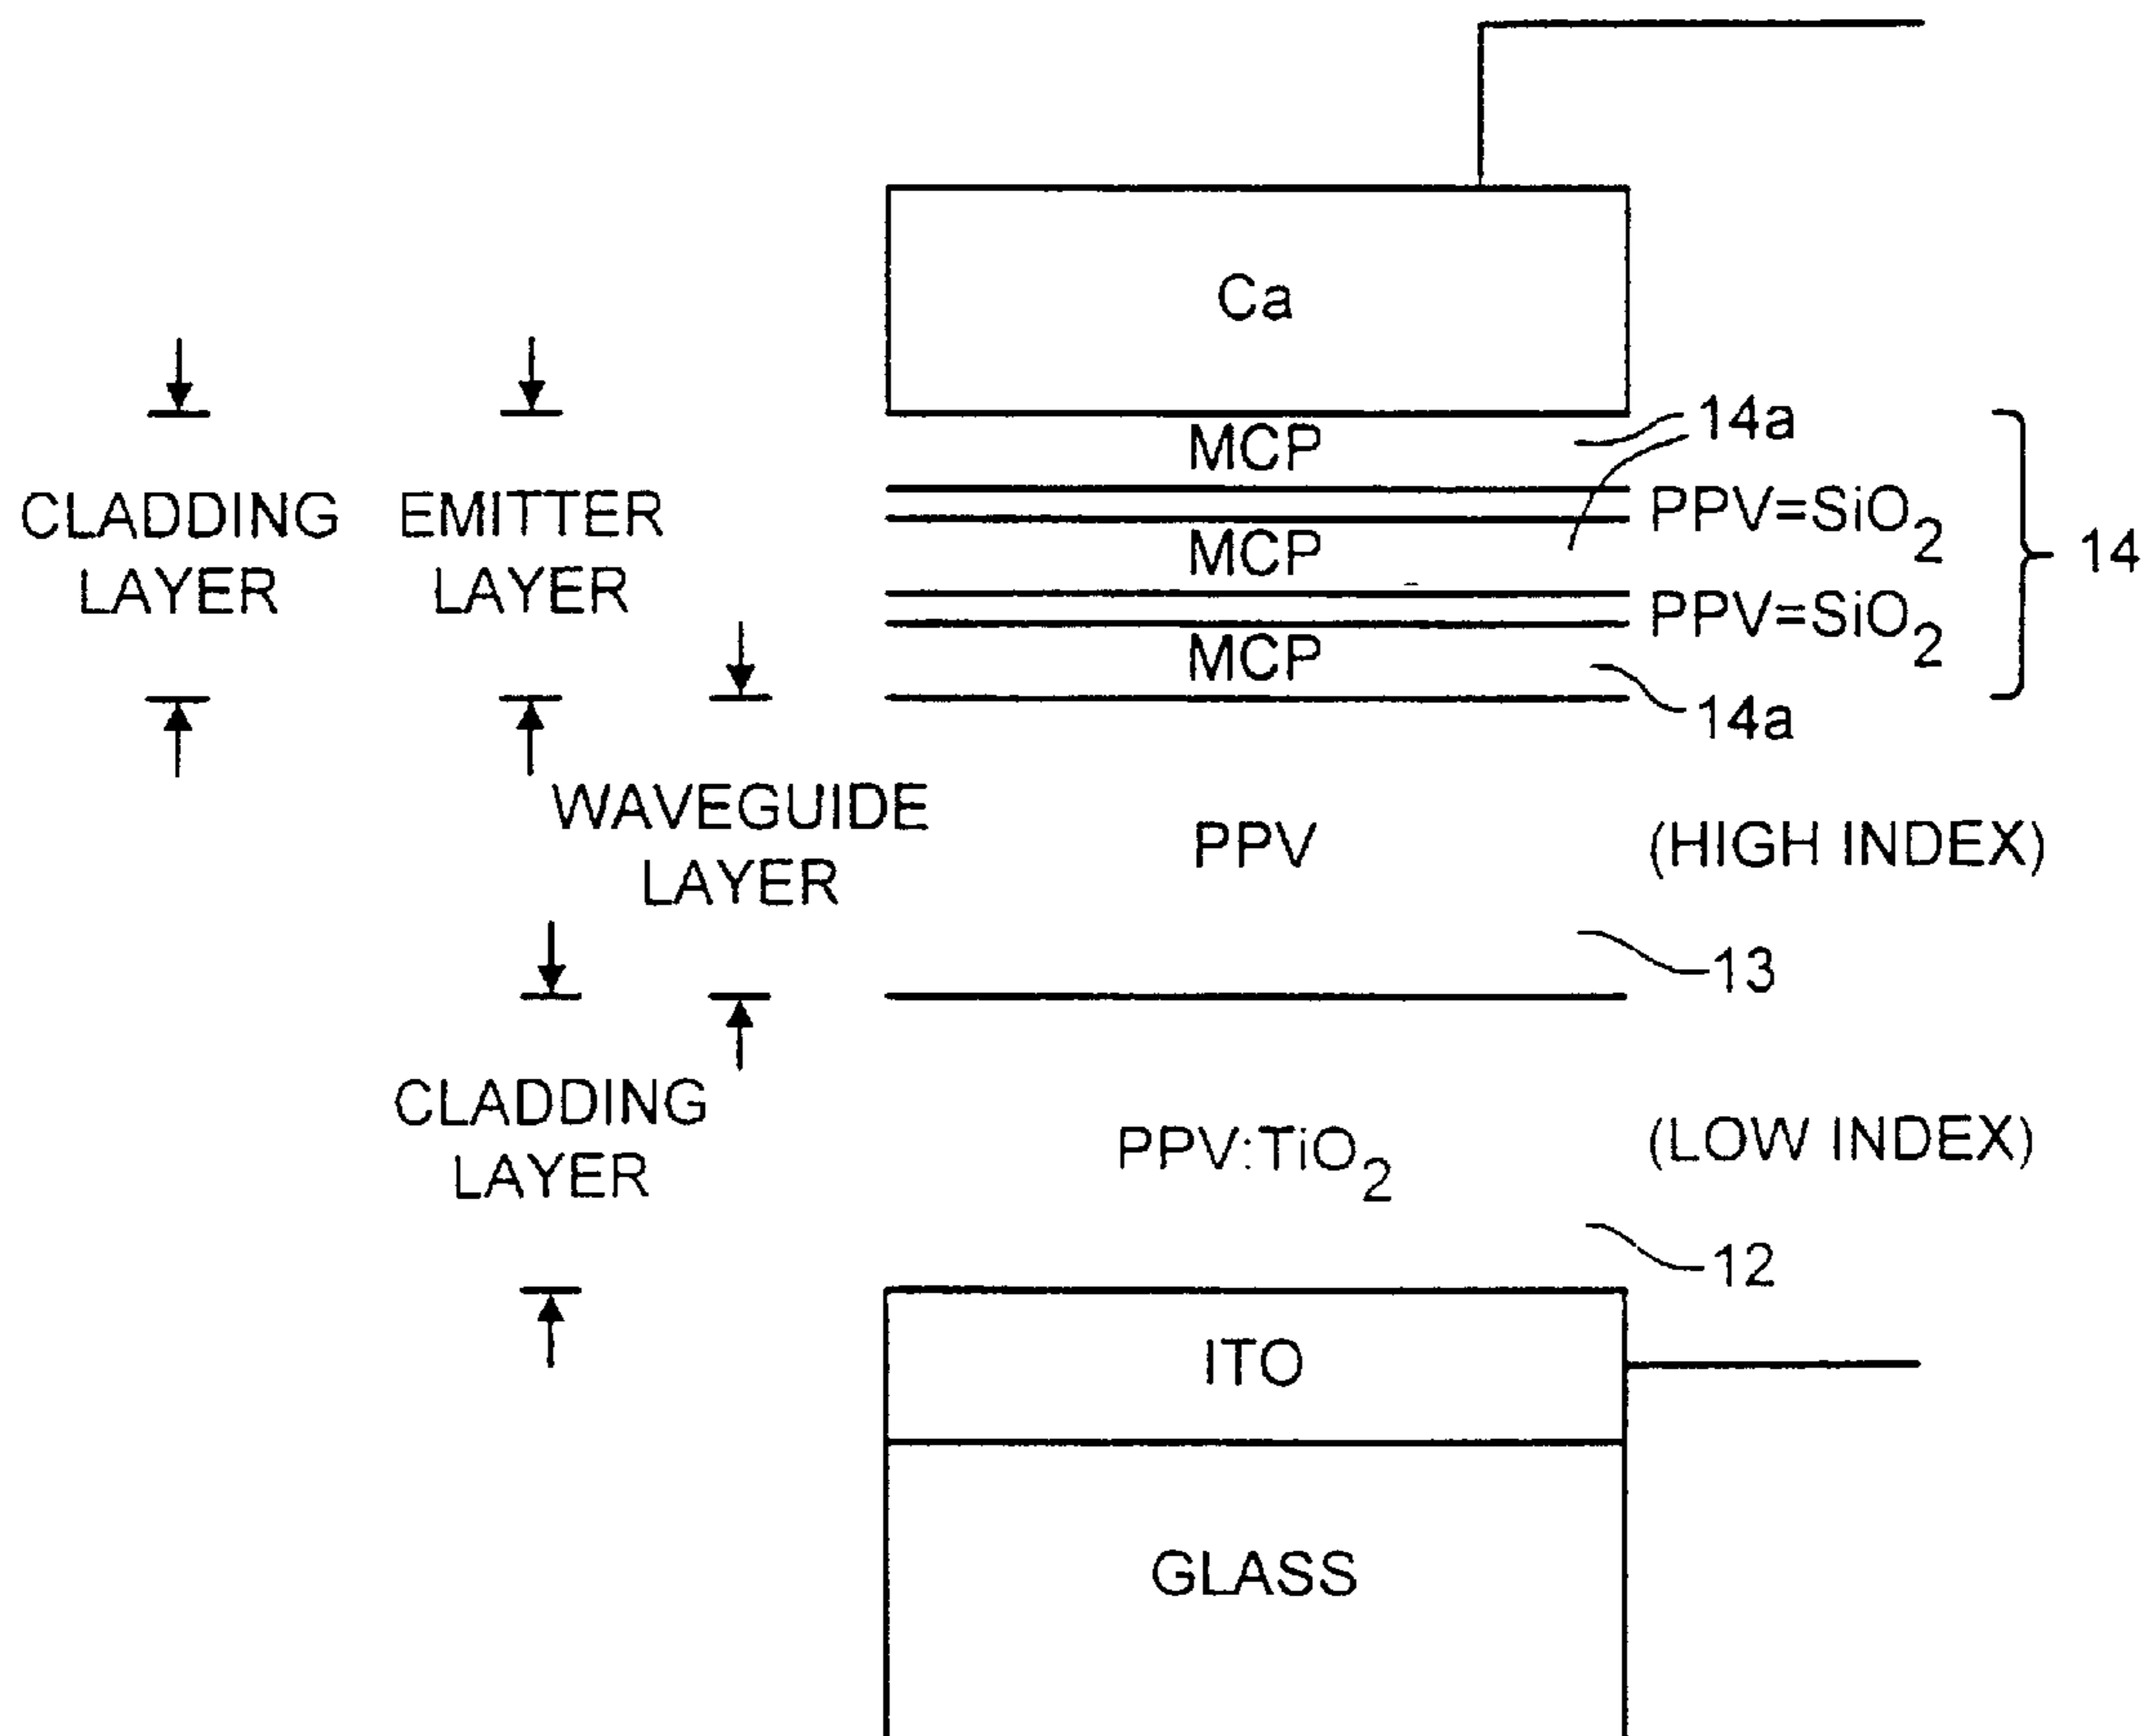 Ca
14a
MCP
CLADDING LAYER
EMITTER LAYER
PPV=SiO₂
MCP
14
PPV=SiO₂
MCP
14a
WAVEGUIDE LAYER
PPV
(HIGH INDEX)
13
CLADDING LAYER
PPV:TiO₂
(LOW INDEX)
12
ITO
GLASS